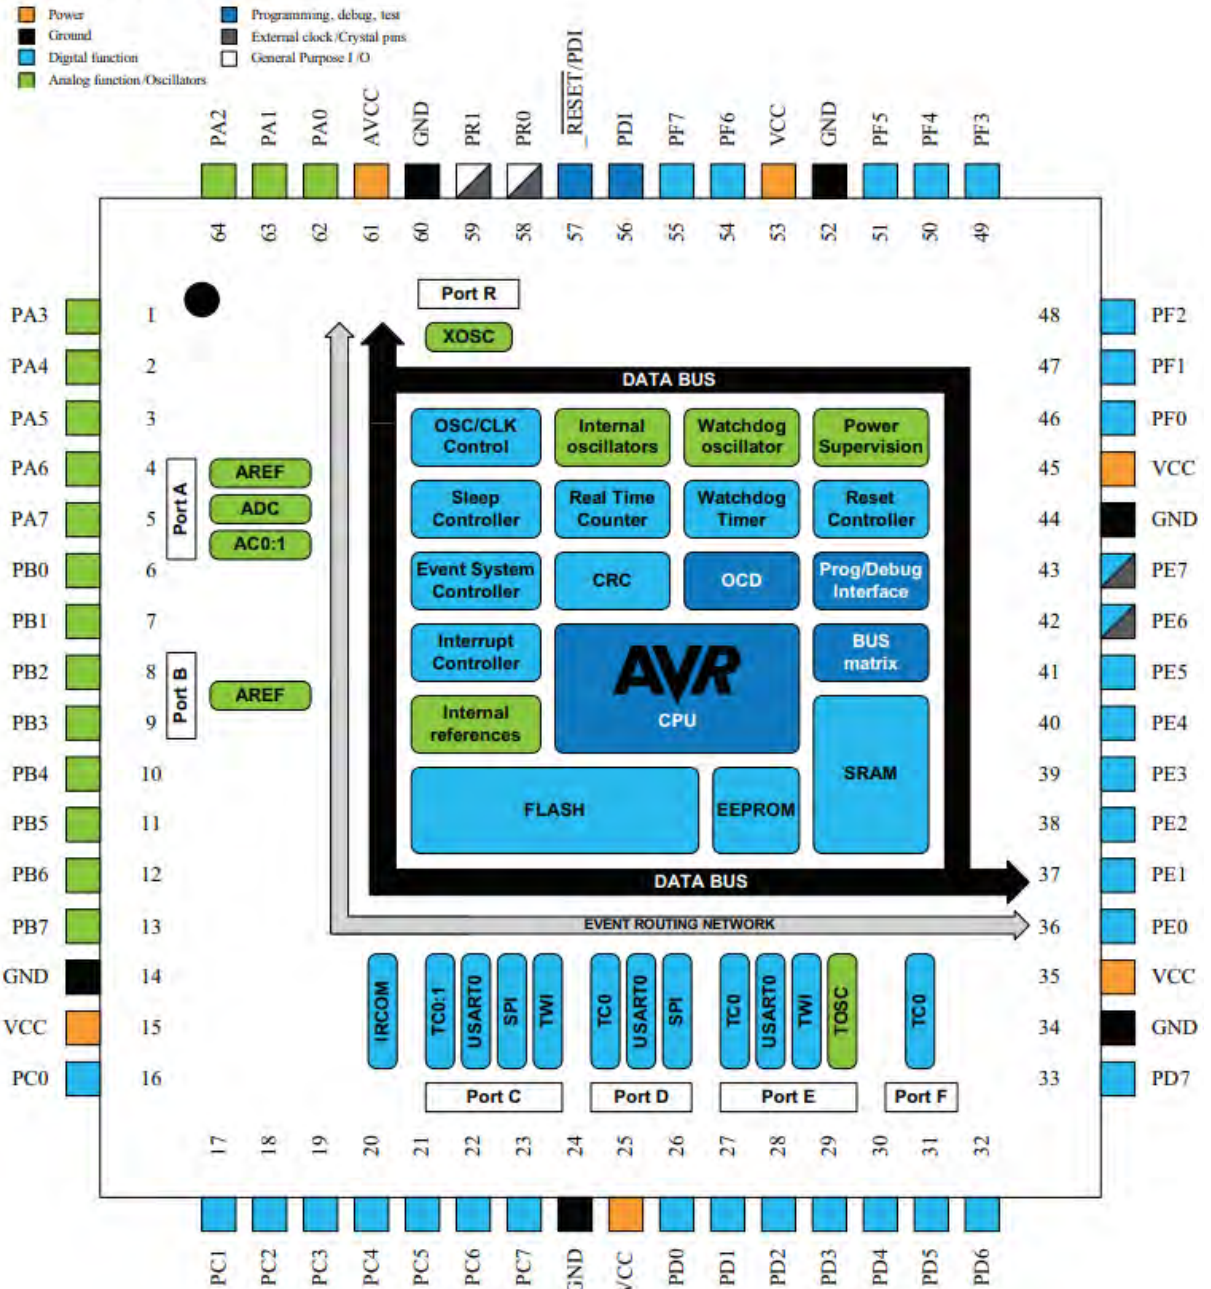 Power
Ground
Digital function
Analog function/Oscillators
Programming, debug, test
External clock/Crystal pins
General Purpose I/O
PA2 PA1 PA0 AVCC GND PR1 PR0 _RESET/PDI PDI PF7 PF6 VCC GND PF5 PF4 PF3
64 63 62 61 60 59 58 57 56 55 54 53 52 51 50 49
PA3 1
PA4 2
PA5 3
PA6 4
PA7 5
PB0 6
PB1 7
PB2 8
PB3 9
PB4 10
PB5 11
PB6 12
PB7 13
GND 14
VCC 15
PC0 16
Port R
XOSC
DATA BUS
OSC/CLK
Control
Internal
oscillators
Watchdog
oscillator
Power
Supervision
Port A
AREF
ADC
AC0:1
Sleep
Controller
Real Time
Counter
Watchdog
Timer
Reset
Controller
Event System
Controller
CRC
OCD
Prog/Debug
Interface
Interrupt
Controller
AVR
CPU
BUS
matrix
Port B
AREF
Internal
references
SRAM
FLASH
EEPROM
DATA BUS
EVENT ROUTING NETWORK
IRCOM
TC0:1
USART0
SPI
TWI
TC0
USART0
SPI
TC0
USART0
TWI
TOSC
TC0
Port C
Port D
Port E
Port F
48 PF2
47 PF1
46 PF0
45 VCC
44 GND
43 PE7
42 PE6
41 PE5
40 PE4
39 PE3
38 PE2
37 PE1
36 PE0
35 VCC
34 GND
33 PD7
17 18 19 20 21 22 23 24 25 26 27 28 29 30 31 32
PC1 PC2 PC3 PC4 PC5 PC6 PC7 GND VCC PD0 PD1 PD2 PD3 PD4 PD5 PD6